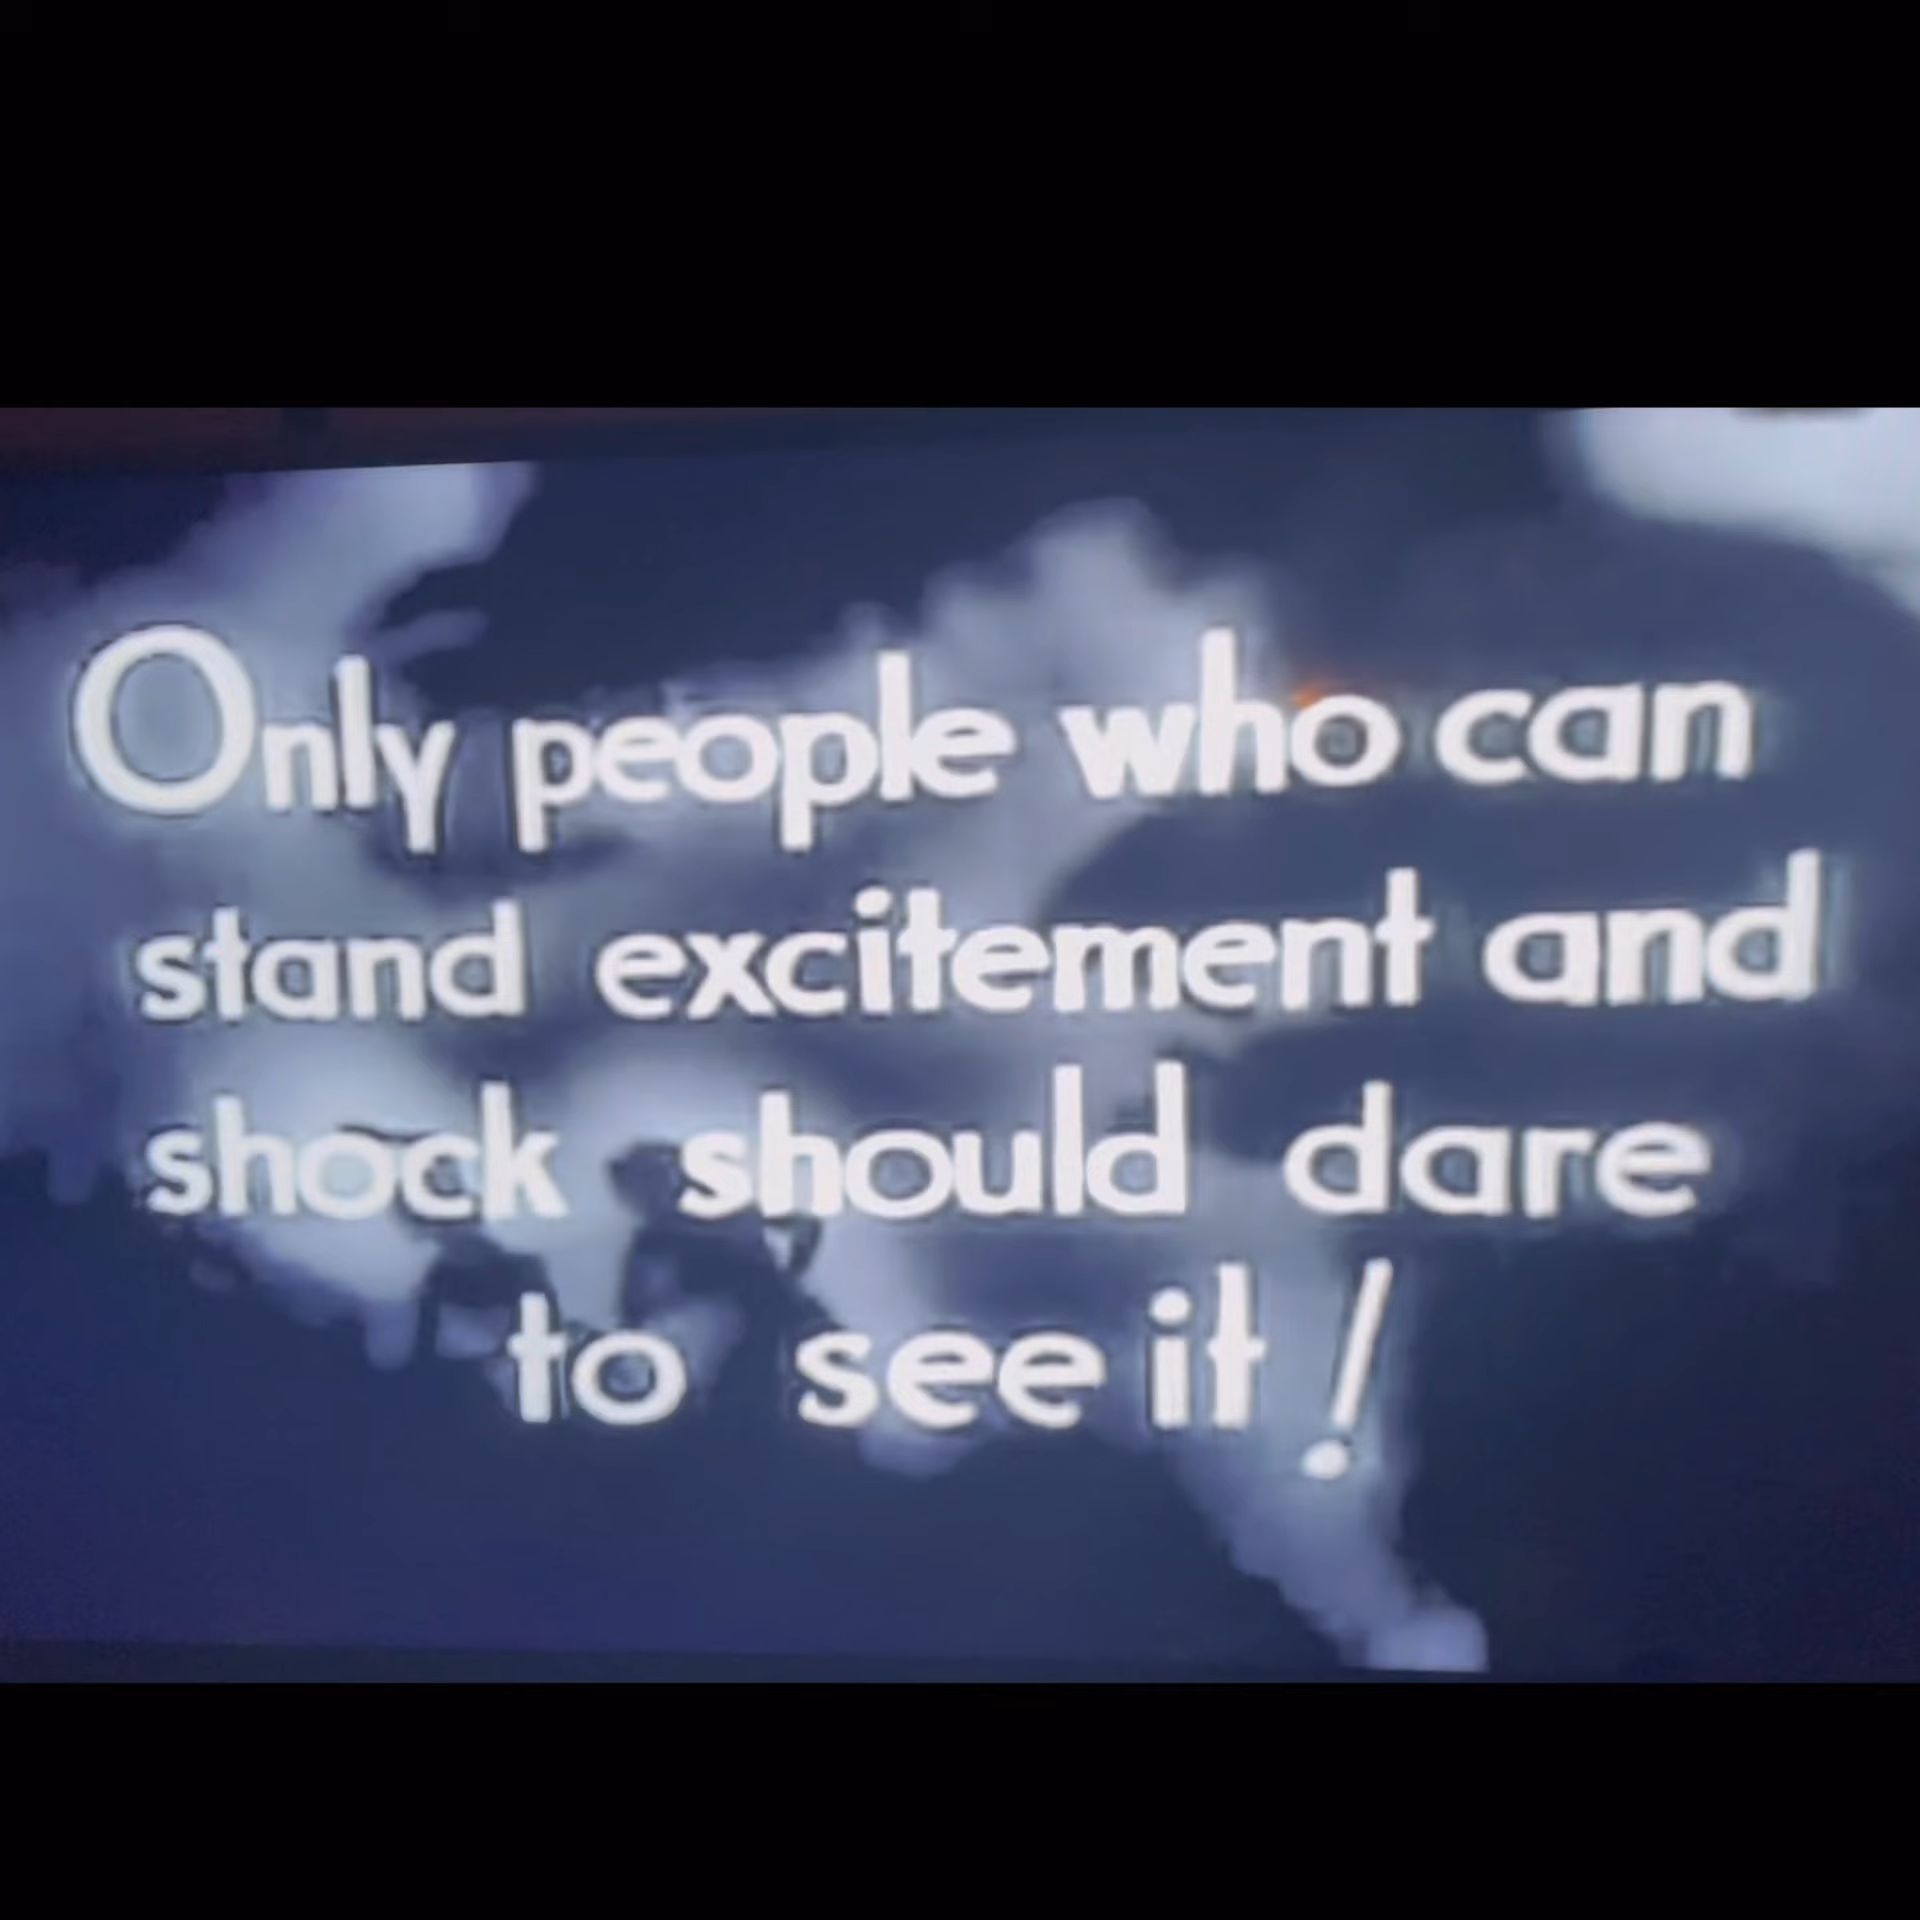 Only people who can
stand excitement and
shock should dare
to see it!